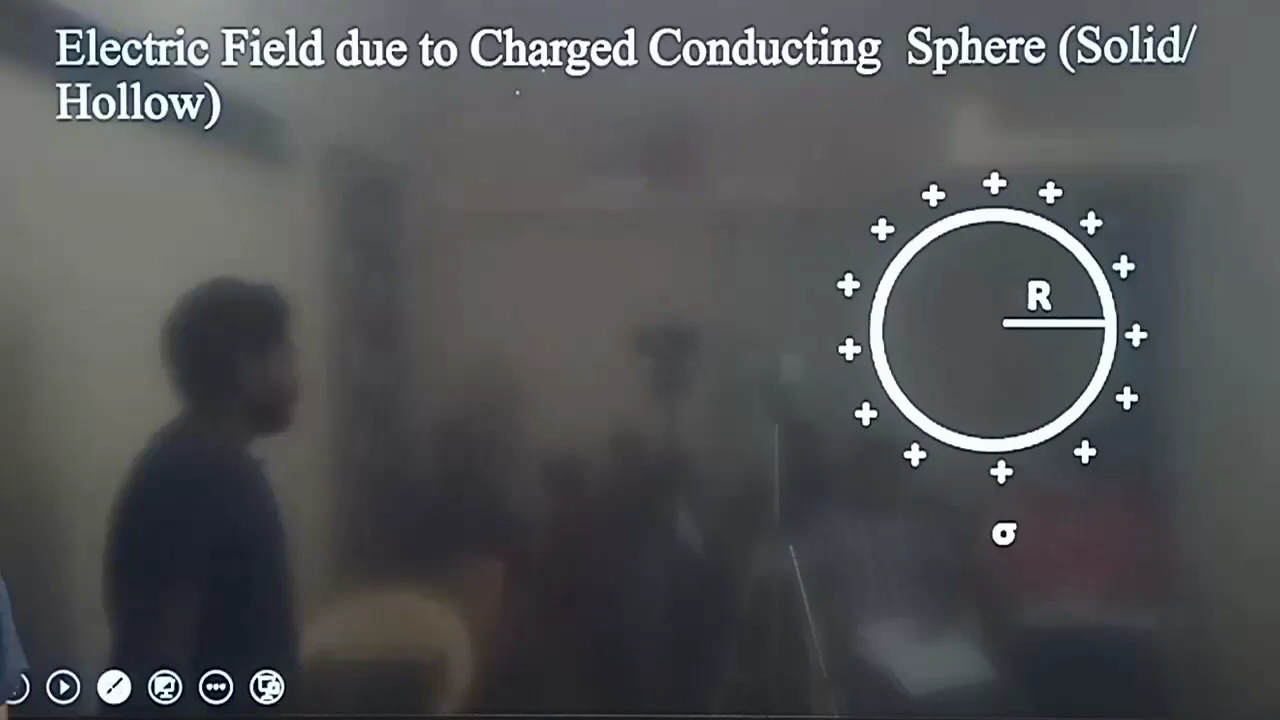 Electric Field due to Charged Conducting Sphere (Solid/
Hollow)
R
σ